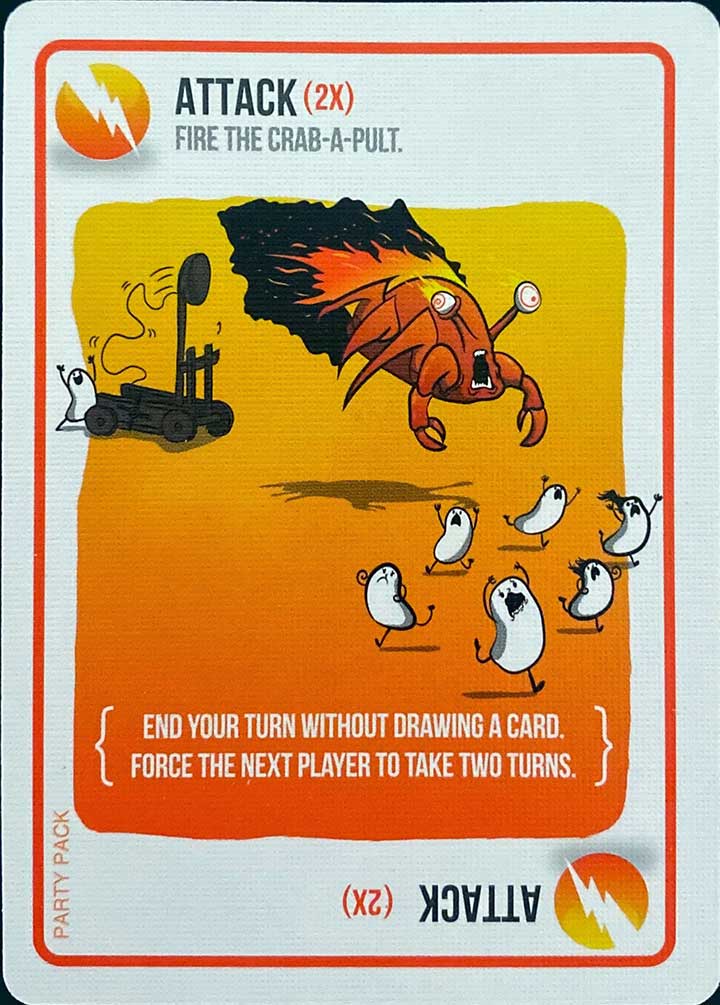 ATTACK (2X)
FIRE THE CRAB-A-PULT.
END YOUR TURN WITHOUT DRAWING A CARD.
FORCE THE NEXT PLAYER TO TAKE TWO TURNS.
PARTY PACK
ATTACK (2X)